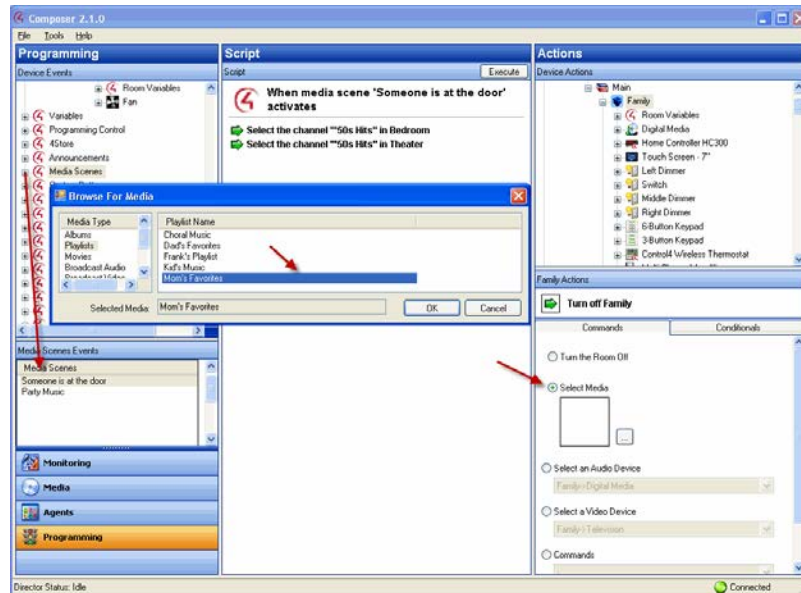 Composer 2.1.0
File Tools Help
Programming
Device Events
Room Variables
Fan
Variables
Programming Control
4Store
Announcements
Media Scenes
Media Scenes Events
Media Scenes
Someone is at the door
Party Music
Monitoring
Media
Agents
Programming
Director Status: Idle
Script
Script Execute
When media scene 'Someone is at the door'
activates
Select the channel "'50s Hits" in Bedroom
Select the channel "'50s Hits" in Theater
Browse For Media
Media Type
Albums
Playlists
Movies
Broadcast Audio
Playlist Name
Choral Music
Dad's Favorites
Frank's Playlist
Kid's Music
Mom's Favorites
Selected Media: Mom's Favorites OK Cancel
Actions
Device Actions
Main
Family
Room Variables
Digital Media
Home Controller HC300
Touch Screen - 7"
Left Dimmer
Switch
Middle Dimmer
Right Dimmer
6-Button Keypad
3-Button Keypad
Control4 Wireless Thermostat
Family Actions
Turn off Family
Commands Conditionals
Turn the Room Off
Select Media
...
Select an Audio Device
Family->Digital Media
Select a Video Device
Family->Television
Commands
Connected